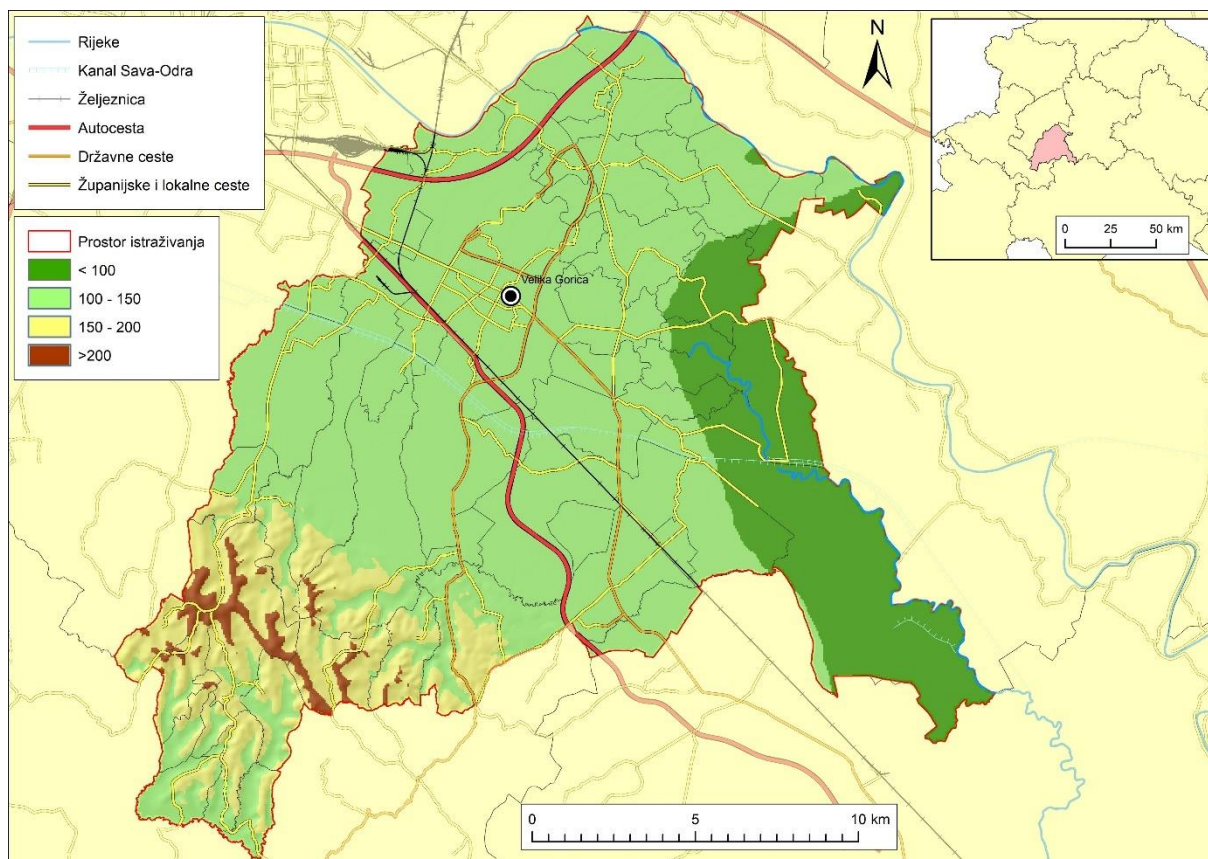 Rijeke
Kanal Sava-Odra
Željeznica
Autocesta
Državne ceste
Županijske i lokalne ceste
Prostor istraživanja
< 100
100 - 150
150 - 200
>200
N
0 25 50 km
Velika Gorica
0 5 10 km